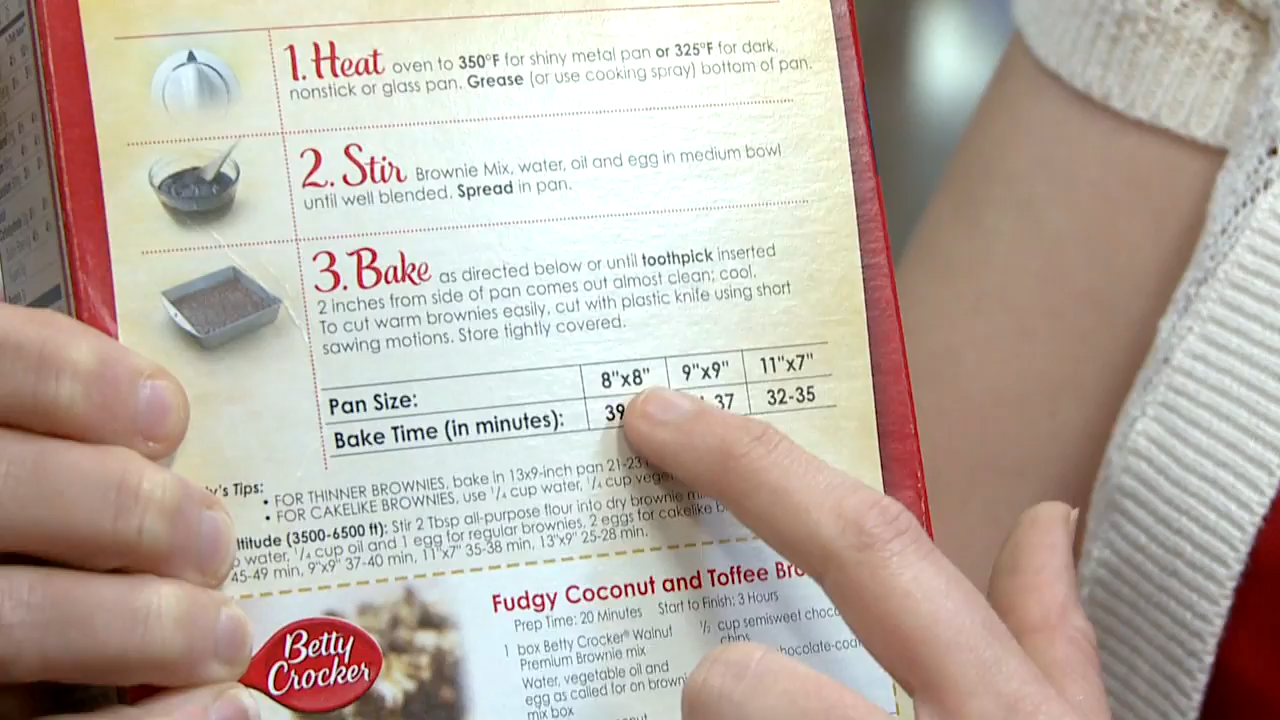 1. Heat oven to 350°F for shiny metal pan or 325°F for dark,
nonstick or glass pan. Grease (or use cooking spray) bottom of pan.
2. Stir Brownie Mix, water, oil and egg in medium bowl
until well blended. Spread in pan.
3. Bake as directed below or until toothpick inserted
2 inches from side of pan comes out almost clean; cool.
To cut warm brownies easily, cut with plastic knife using short
sawing motions. Store tightly covered.
Pan Size: 8"x8" 9"x9" 11"x7"
Bake Time (in minutes): 39 37 32-35
Tips:
• FOR THINNER BROWNIES, bake in 13x9-inch pan 21-23
• FOR CAKELIKE BROWNIES, use 1/4 cup water, 1/4 cup
(3500-6500 ft): Stir 2 Tbsp all-purpose flour into dry brownie
water, 1/4 cup oil and 1 egg for regular brownies, 2 eggs for cakelike
45-49 min, 9"x9" 37-40 min, 11"x7" 35-38 min, 13"x9" 25-28 min.
Fudgy Coconut and Toffee
Prep Time: 20 Minutes Start to Finish: 3 Hours
1 box Betty Crocker® Walnut
Premium Brownie mix
Water, vegetable oil and
egg as called for on
mix box
1/2 cup semisweet
chips
Betty
Crocker